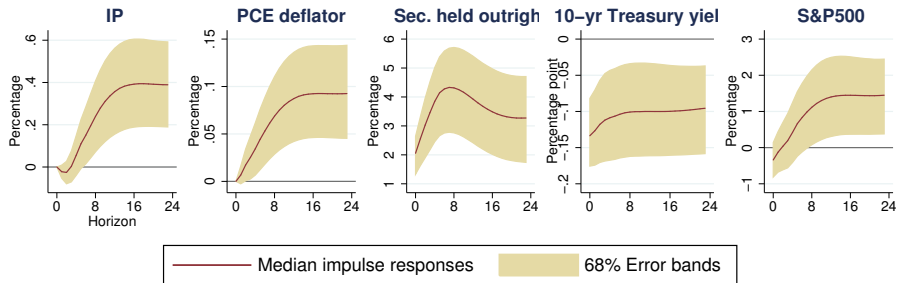 IP
PCE deflator
Sec. held outrigh
10−yr Treasury yiel
S&P500
Percentage
.6
.4
.2
0
0 8 16 24
Horizon
Percentage
.15
.1
.05
0
0 8 16 24
Percentage
6
5
4
3
2
1
0 8 16 24
Percentage point
0
−.05
−.1
−.15
−.2
0 8 16 24
Percentage
3
2
1
0
−1
0 8 16 24
Median impulse responses
68% Error bands